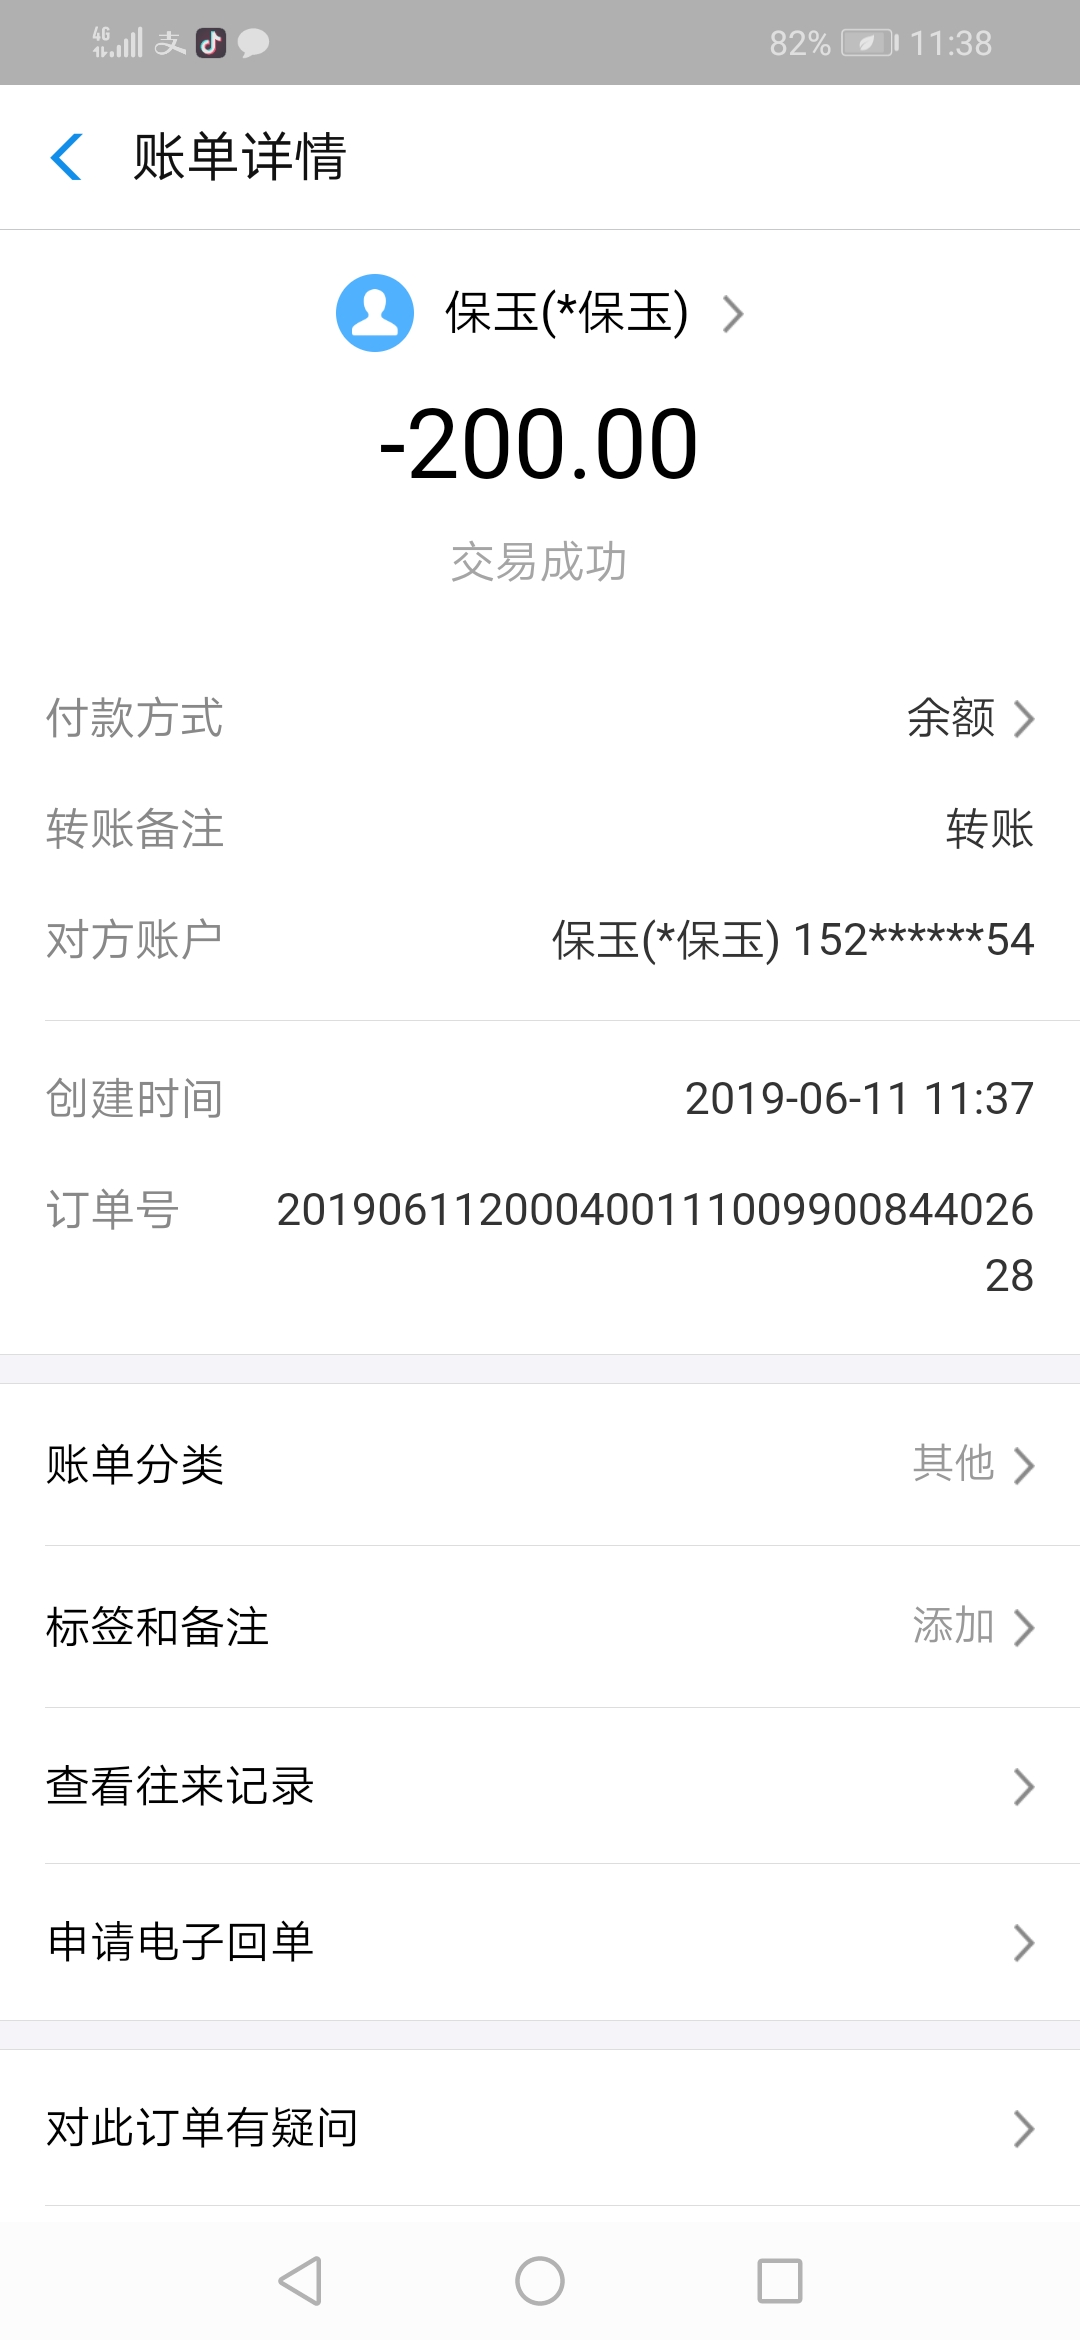 4G 支 82% 11:38
账单详情
保玉(*保玉)
-200.00
交易成功
付款方式 余额
转账备注 转账
对方账户 保玉(*保玉) 152******54
创建时间 2019-06-11 11:37
订单号 201906112000400111009900844026
28
账单分类 其他
标签和备注 添加
查看往来记录
申请电子回单
对此订单有疑问